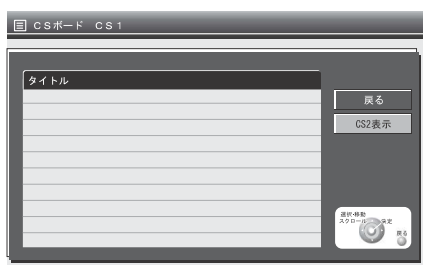 CSボード CS1
タイトル
戻る
CS2表示
選択・移動
スクロール 決定
戻る